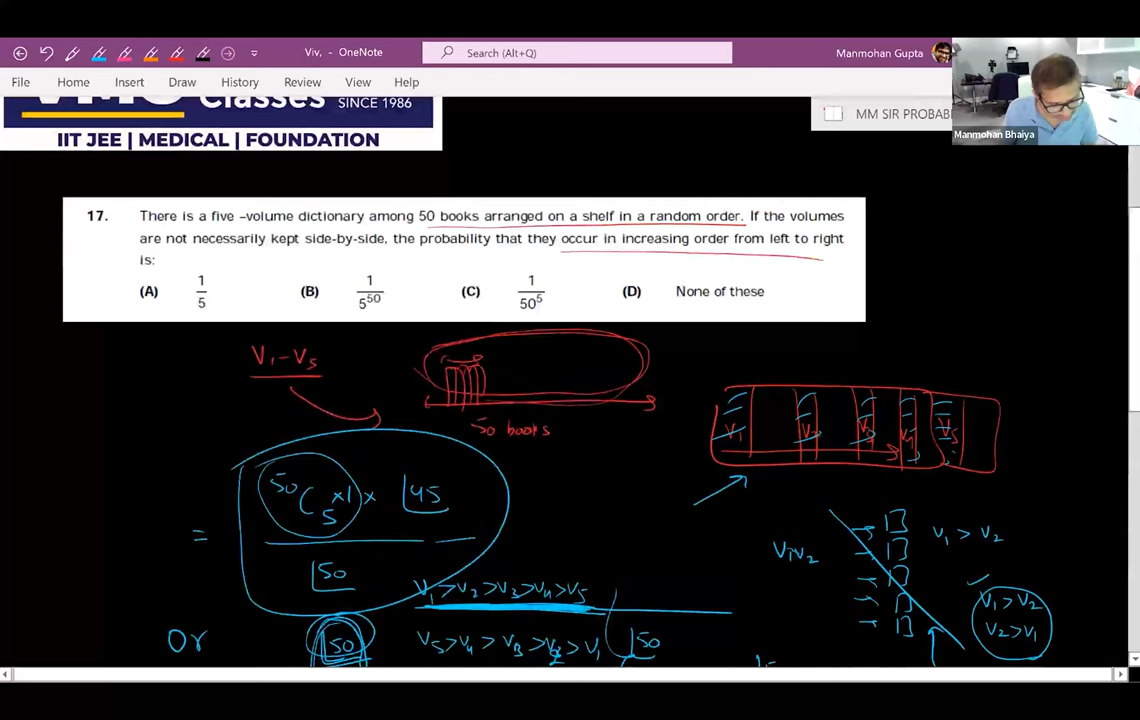 Viv, - OneNote
Search (Alt+Q)
Manmohan Gupta
File Home Insert Draw History Review View Help
Classes SINCE 1986
IIT JEE | MEDICAL | FOUNDATION
MM SIR PROBAB
Manmohan Bhaiya
17. There is a five –volume dictionary among 50 books arranged on a shelf in a random order. If the volumes
are not necessarily kept side-by-side, the probability that they occur in increasing order from left to right
is:
(A) 1/5 (B) 1/5^50 (C) 1/50^5 (D) None of these
V1 - V5
50 books
V1 V2 V3 V4 V5
= 50C5 ×1 × |45
|50
V1 > V2 > V3 > V4 > V5
V1 V2
V1 > V2
V1 > V2
V2 > V1
Or |50 V5 > V4 > V3 > V2 > V1 |50